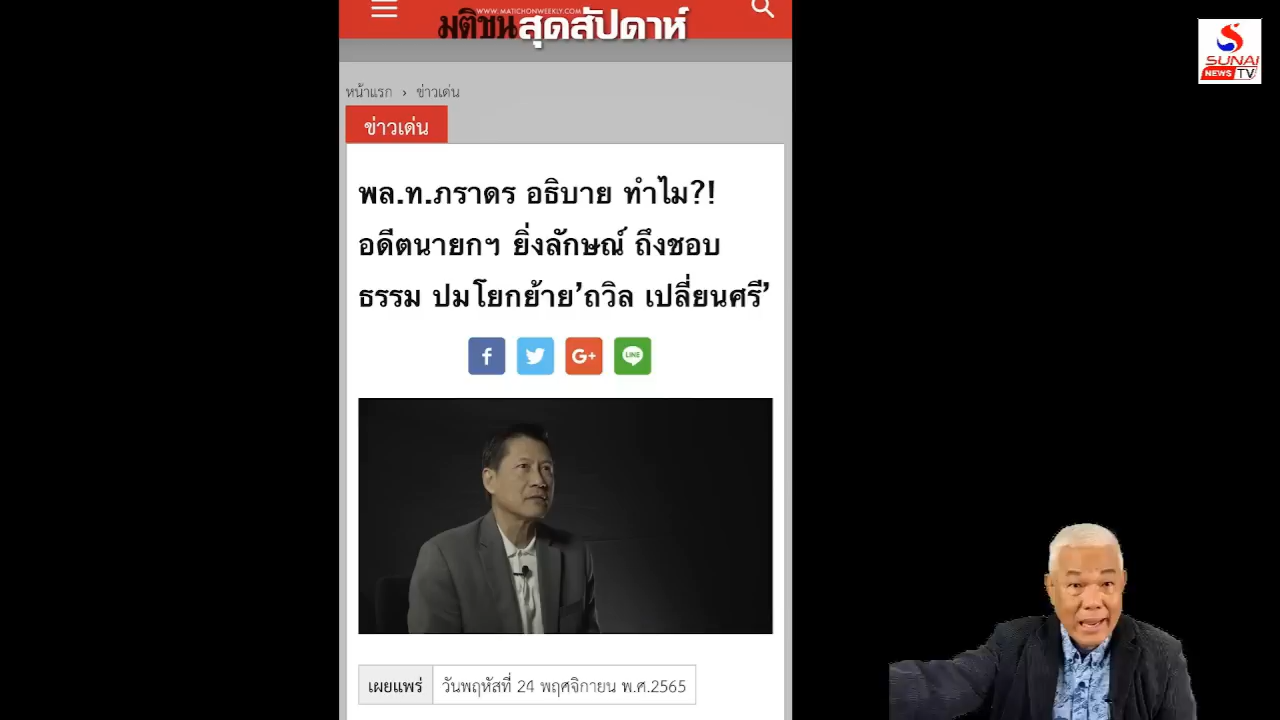 WWW.MATICHONWEEKLY.COM
มติชนสุดสัปดาห์
SUNAI
NEWS TV
หน้าแรก › ข่าวเด่น
ข่าวเด่น
พล.ท.ภราดร อธิบาย ทำไม?!
อดีตนายกฯ ยิ่งลักษณ์ ถึงชอบ
ธรรม ปมโยกย้าย’ถวิล เปลี่ยนศรี’
f G+ LINE
เผยแพร่ วันพฤหัสที่ 24 พฤศจิกายน พ.ศ.2565